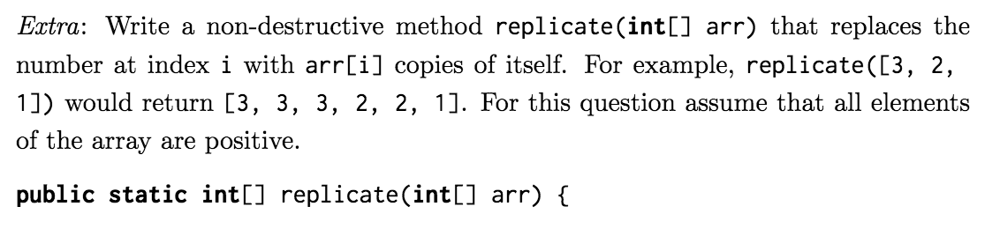 Extra: Write a non-destructive method replicate(int[] arr) that replaces the
number at index i with arr[i] copies of itself. For example, replicate([3, 2,
1]) would return [3, 3, 3, 2, 2, 1]. For this question assume that all elements
of the array are positive.
public static int[] replicate(int[] arr) {